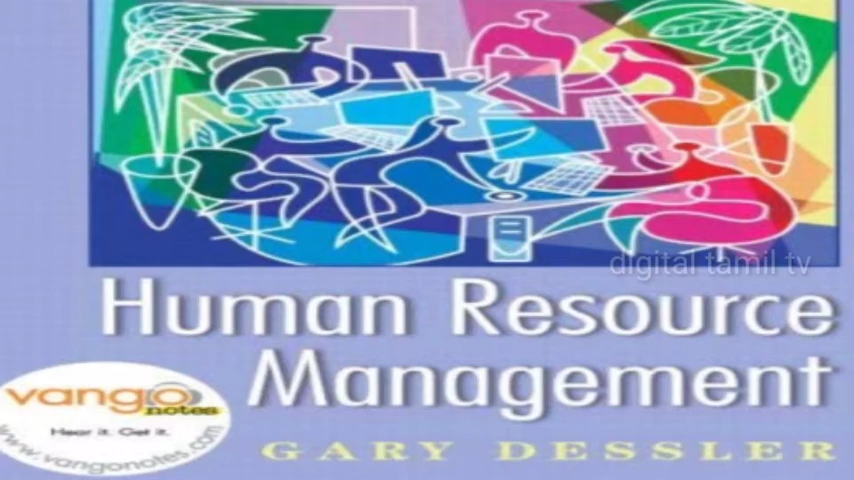 digital tamil tv
Human Resource
Management
vango
notes
Hear it. Get it.
www.vangonotes.com
GARY DESSLER